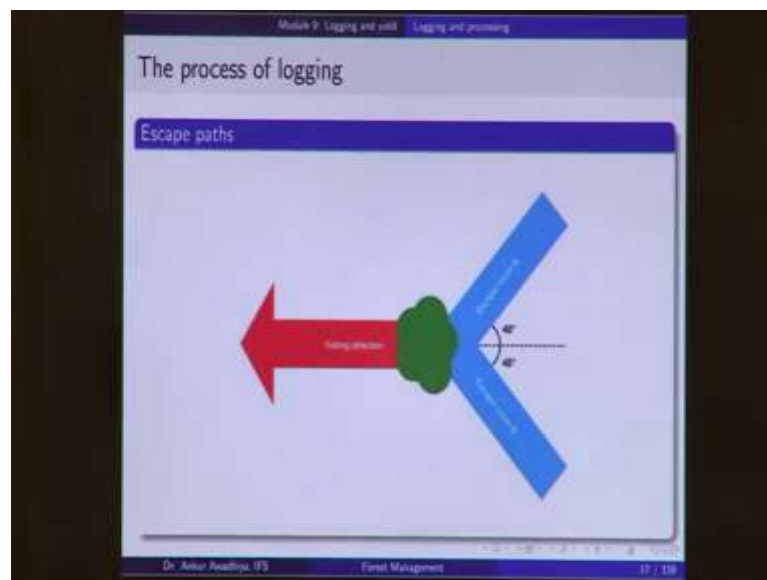 Module 9: Logging and yield Logging and processing
The process of logging
Escape paths
Felling direction
45°
45°
Dr. Ankur Awadhiya, IFS Forest Management 17 / 116